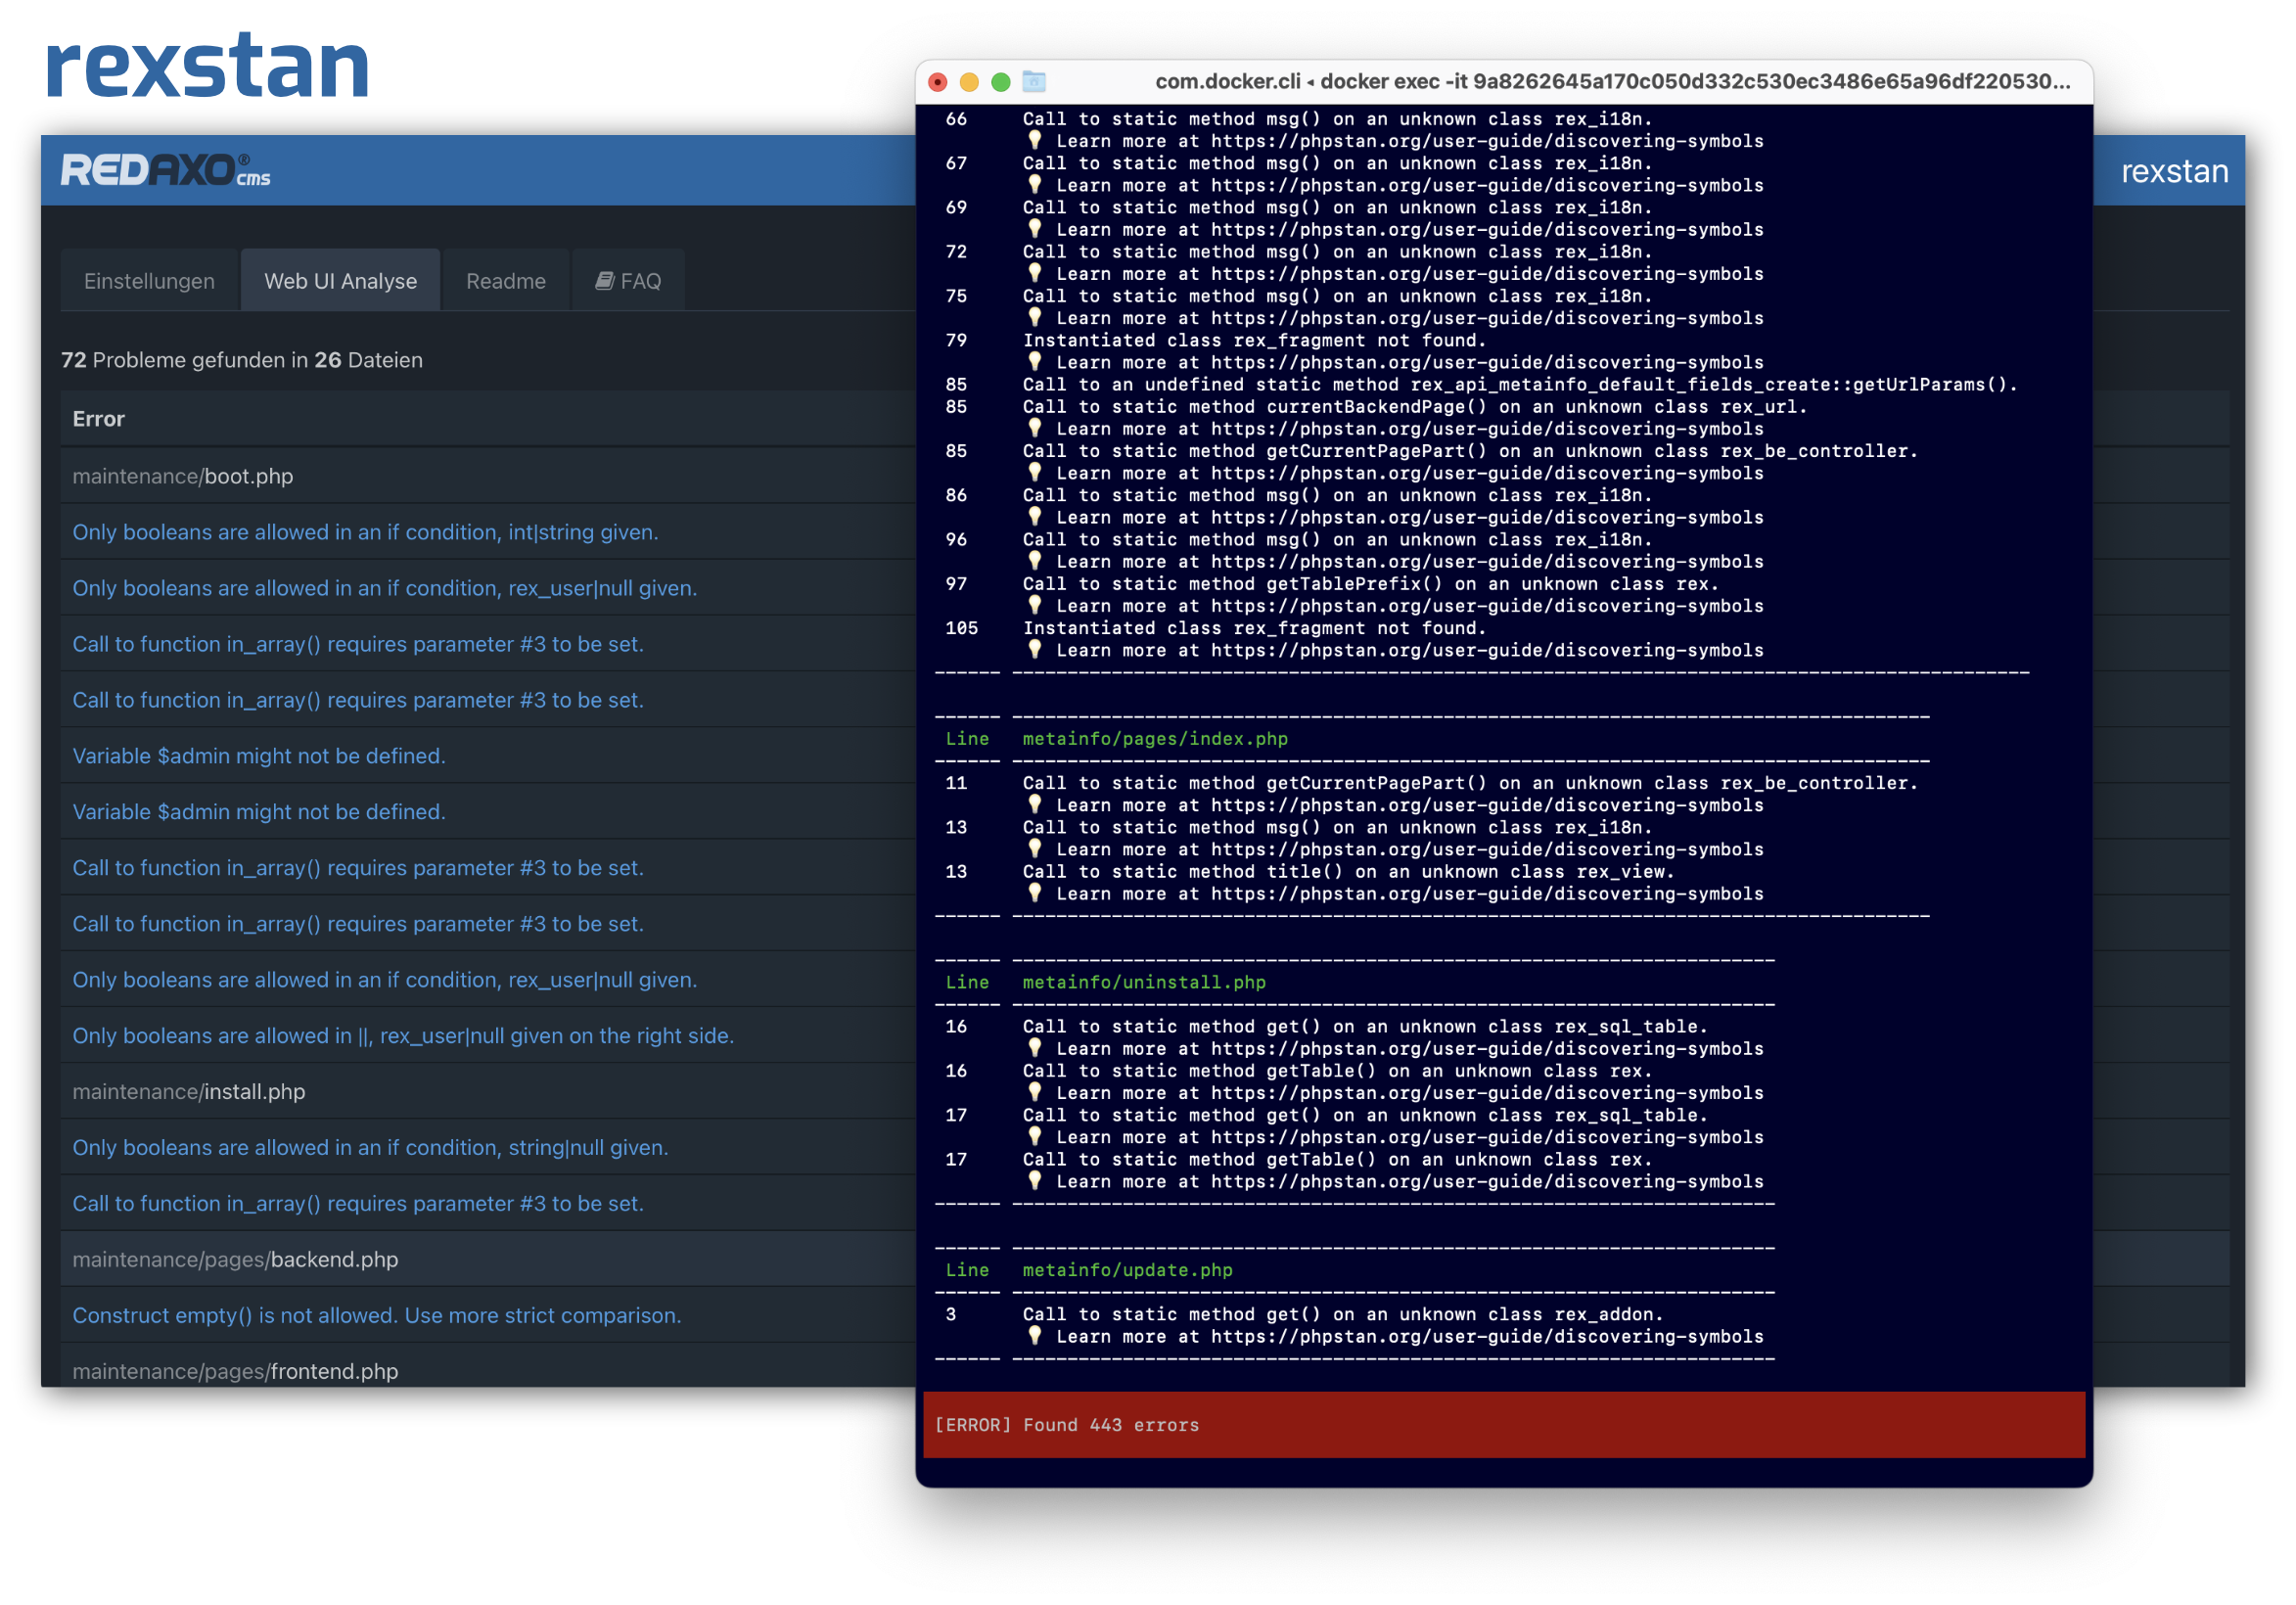 rexstan
REDAXO® cms
rexstan
Einstellungen
Web UI Analyse
Readme
FAQ
72 Probleme gefunden in 26 Dateien
Error
maintenance/boot.php
Only booleans are allowed in an if condition, int|string given.
Only booleans are allowed in an if condition, rex_user|null given.
Call to function in_array() requires parameter #3 to be set.
Call to function in_array() requires parameter #3 to be set.
Variable $admin might not be defined.
Variable $admin might not be defined.
Call to function in_array() requires parameter #3 to be set.
Call to function in_array() requires parameter #3 to be set.
Only booleans are allowed in an if condition, rex_user|null given.
Only booleans are allowed in ||, rex_user|null given on the right side.
maintenance/install.php
Only booleans are allowed in an if condition, string|null given.
Call to function in_array() requires parameter #3 to be set.
maintenance/pages/backend.php
Construct empty() is not allowed. Use more strict comparison.
maintenance/pages/frontend.php
com.docker.cli ◂ docker exec -it 9a8262645a170c050d332c530ec3486e65a96df220530...
66 Call to static method msg() on an unknown class rex_i18n.
💡 Learn more at https://phpstan.org/user-guide/discovering-symbols
67 Call to static method msg() on an unknown class rex_i18n.
💡 Learn more at https://phpstan.org/user-guide/discovering-symbols
69 Call to static method msg() on an unknown class rex_i18n.
💡 Learn more at https://phpstan.org/user-guide/discovering-symbols
72 Call to static method msg() on an unknown class rex_i18n.
💡 Learn more at https://phpstan.org/user-guide/discovering-symbols
75 Call to static method msg() on an unknown class rex_i18n.
💡 Learn more at https://phpstan.org/user-guide/discovering-symbols
79 Instantiated class rex_fragment not found.
💡 Learn more at https://phpstan.org/user-guide/discovering-symbols
85 Call to an undefined static method rex_api_metainfo_default_fields_create::getUrlParams().
85 Call to static method currentBackendPage() on an unknown class rex_url.
💡 Learn more at https://phpstan.org/user-guide/discovering-symbols
85 Call to static method getCurrentPagePart() on an unknown class rex_be_controller.
💡 Learn more at https://phpstan.org/user-guide/discovering-symbols
86 Call to static method msg() on an unknown class rex_i18n.
💡 Learn more at https://phpstan.org/user-guide/discovering-symbols
96 Call to static method msg() on an unknown class rex_i18n.
💡 Learn more at https://phpstan.org/user-guide/discovering-symbols
97 Call to static method getTablePrefix() on an unknown class rex.
💡 Learn more at https://phpstan.org/user-guide/discovering-symbols
105 Instantiated class rex_fragment not found.
💡 Learn more at https://phpstan.org/user-guide/discovering-symbols
Line metainfo/pages/index.php
11 Call to static method getCurrentPagePart() on an unknown class rex_be_controller.
💡 Learn more at https://phpstan.org/user-guide/discovering-symbols
13 Call to static method msg() on an unknown class rex_i18n.
💡 Learn more at https://phpstan.org/user-guide/discovering-symbols
13 Call to static method title() on an unknown class rex_view.
💡 Learn more at https://phpstan.org/user-guide/discovering-symbols
Line metainfo/uninstall.php
16 Call to static method get() on an unknown class rex_sql_table.
💡 Learn more at https://phpstan.org/user-guide/discovering-symbols
16 Call to static method getTable() on an unknown class rex.
💡 Learn more at https://phpstan.org/user-guide/discovering-symbols
17 Call to static method get() on an unknown class rex_sql_table.
💡 Learn more at https://phpstan.org/user-guide/discovering-symbols
17 Call to static method getTable() on an unknown class rex.
💡 Learn more at https://phpstan.org/user-guide/discovering-symbols
Line metainfo/update.php
3 Call to static method get() on an unknown class rex_addon.
💡 Learn more at https://phpstan.org/user-guide/discovering-symbols
[ERROR] Found 443 errors